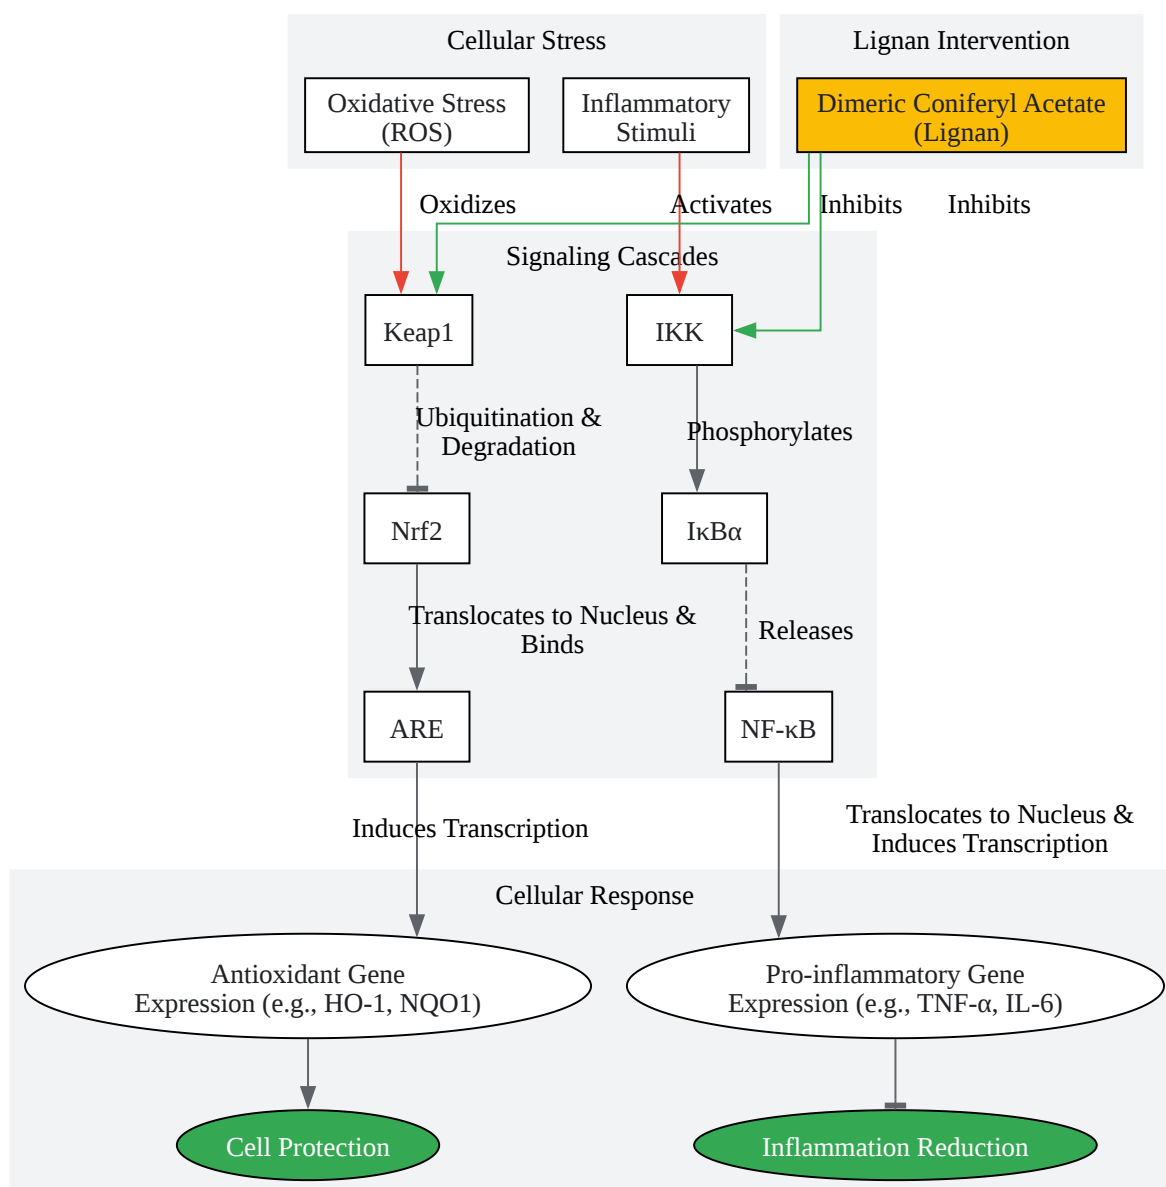 Cellular Stress
Lignan Intervention
Oxidative Stress
(ROS)
Inflammatory
Stimuli
Dimeric Coniferyl Acetate
(Lignan)
Oxidizes
Activates
Inhibits
Inhibits
Signaling Cascades
Keap1
IKK
Ubiquitination &
Degradation
Phosphorylates
Nrf2
IκBα
Translocates to Nucleus &
Binds
Releases
ARE
NF-κB
Induces Transcription
Translocates to Nucleus &
Induces Transcription
Cellular Response
Antioxidant Gene
Expression (e.g., HO-1, NQO1)
Pro-inflammatory Gene
Expression (e.g., TNF-α, IL-6)
Cell Protection
Inflammation Reduction